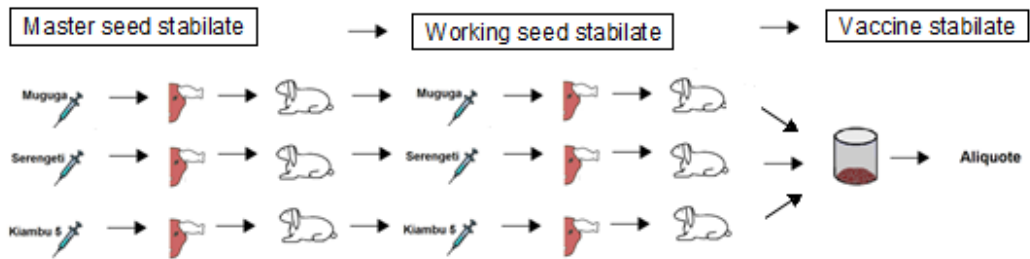 Master seed stabilate
Working seed stabilate
Vaccine stabilate
Muguga
Muguga
Serengeti
Serengeti
Aliquote
Kiambu 5
Kiambu 5